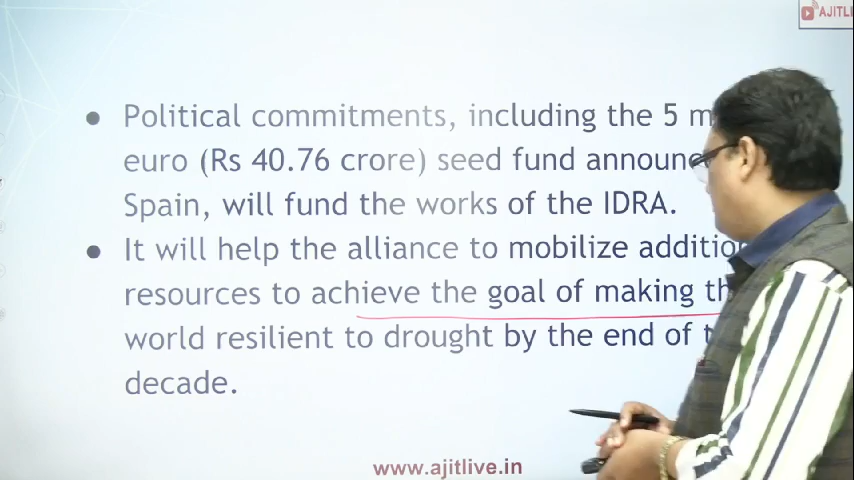 AJITLI
Political commitments, including the 5 m
euro (Rs 40.76 crore) seed fund announc
Spain, will fund the works of the IDRA.
It will help the alliance to mobilize additio
resources to achieve the goal of making th
world resilient to drought by the end of t
decade.
www.ajitlive.in